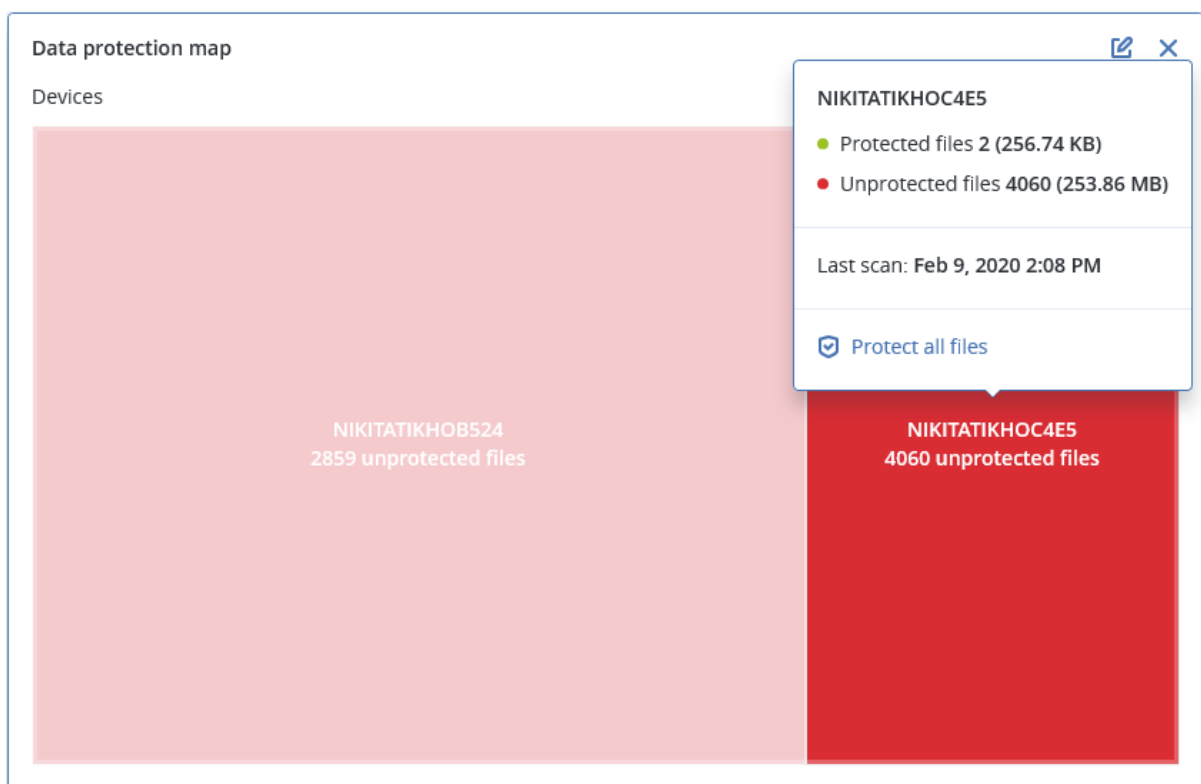 Data protection map
Devices
NIKITATIKHOC4E5
Protected files 2 (256.74 KB)
Unprotected files 4060 (253.86 MB)
Last scan: Feb 9, 2020 2:08 PM
Protect all files
NIKITATIKHOB524
2859 unprotected files
NIKITATIKHOC4E5
4060 unprotected files